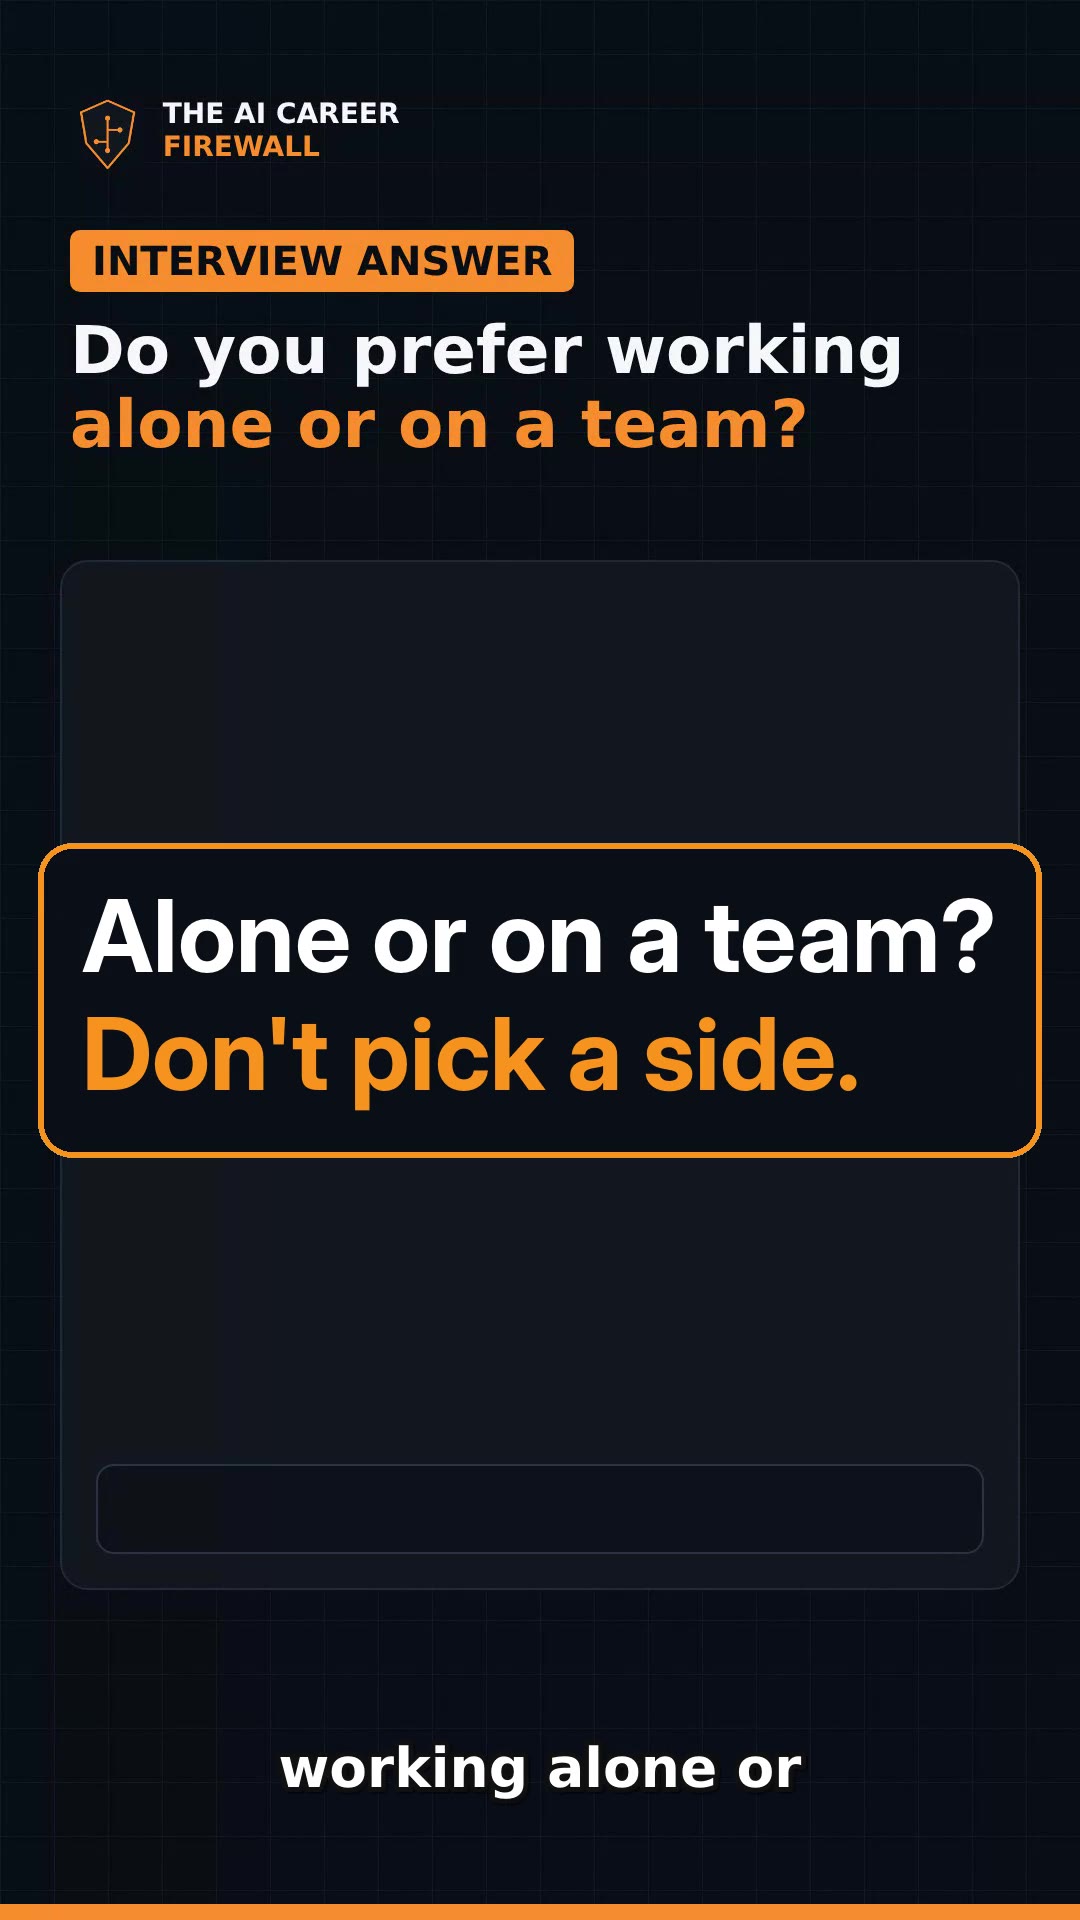 THE AI CAREER
FIREWALL
INTERVIEW ANSWER
Do you prefer working
alone or on a team?
Alone or on a team?
Don't pick a side.
working alone or